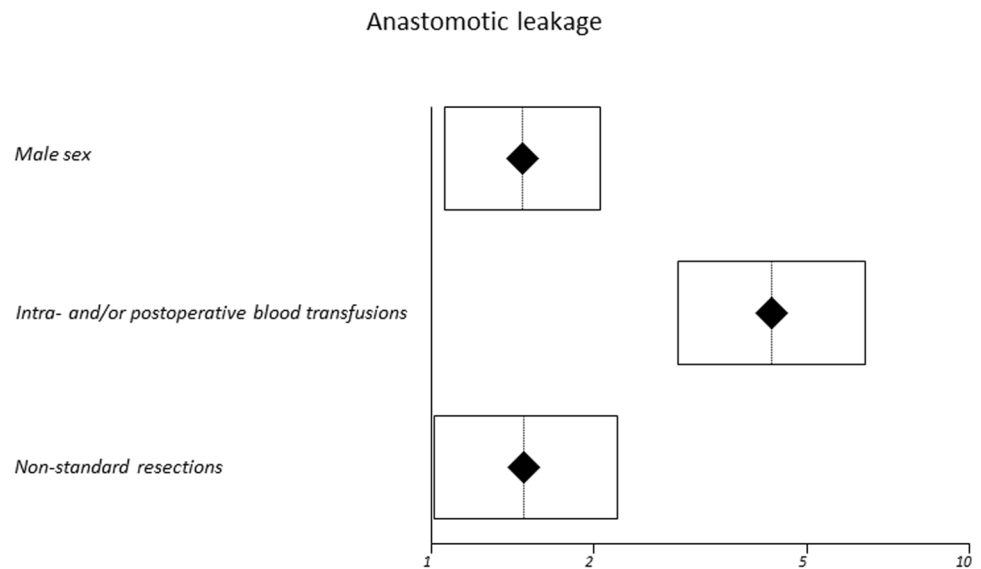 Anastomotic leakage
Male sex
Intra- and/or postoperative blood transfusions
Non-standard resections
1 2 5 10